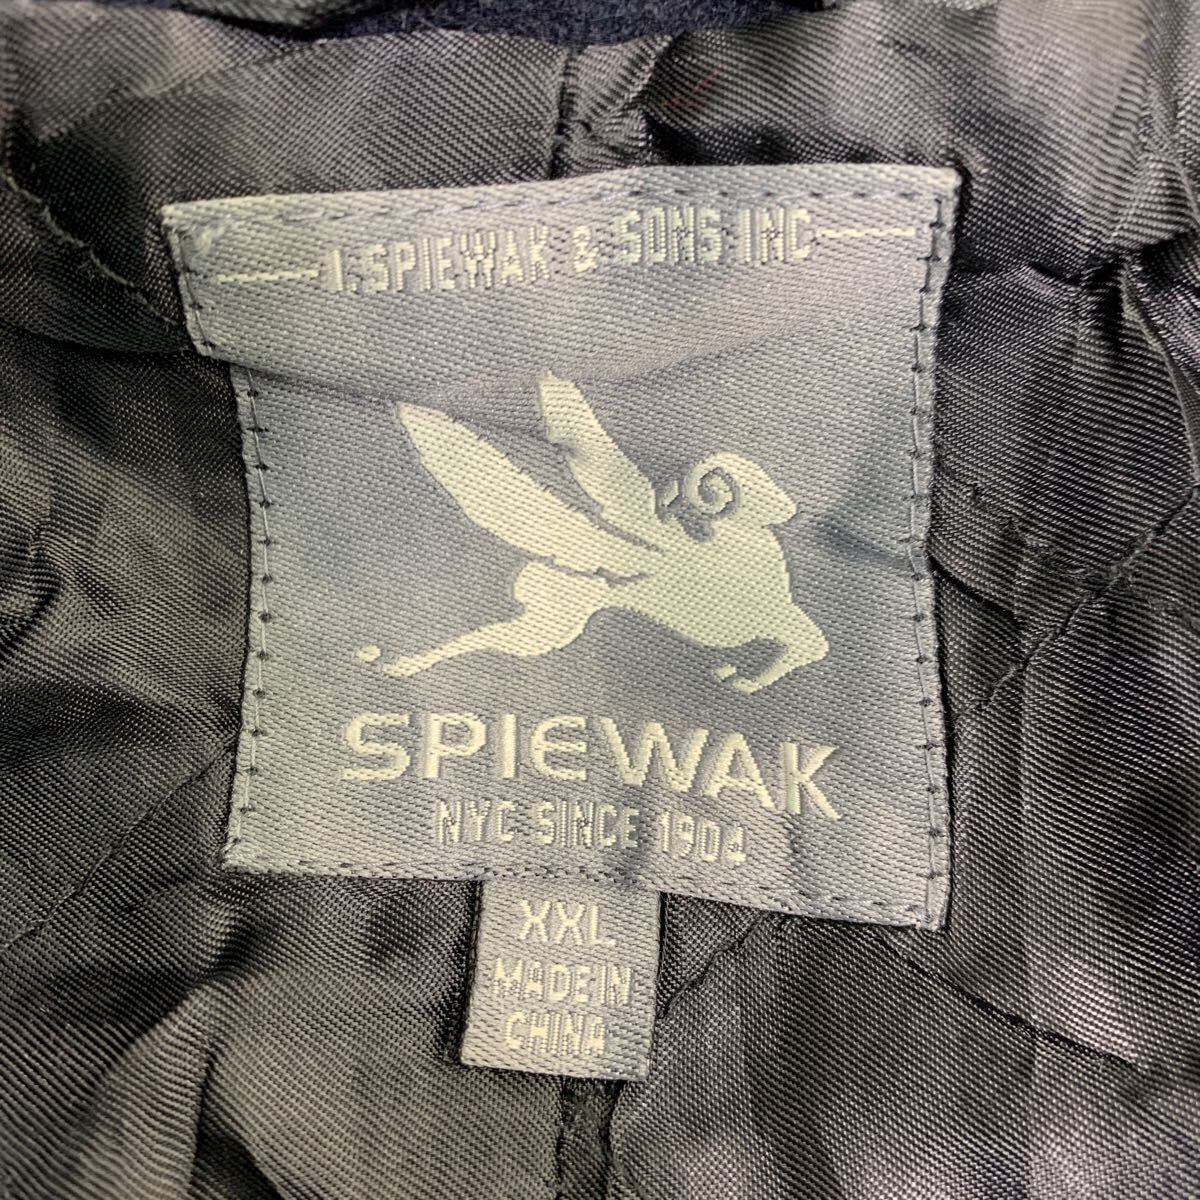 I.SPIEWAK & SONS INC
SPIEWAK
NYC SINCE 1904
XXL
MADE IN
CHINA